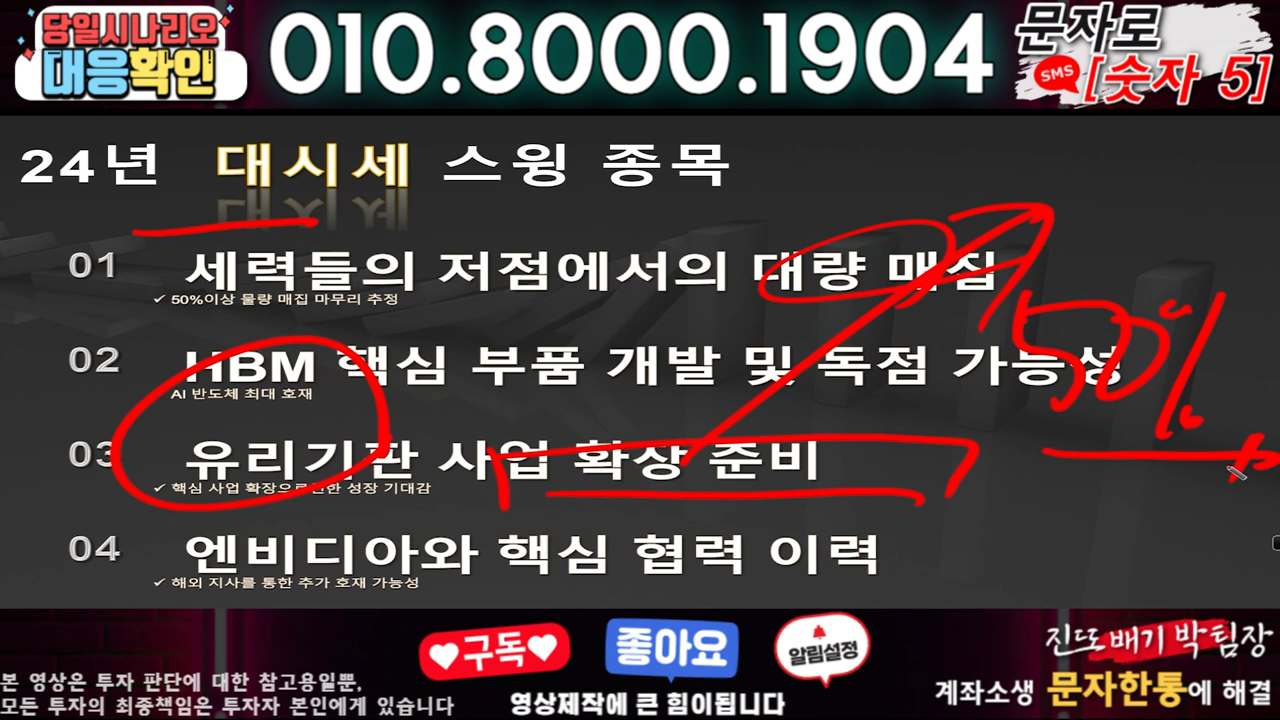 당일시나리오
대응확인
010.8000.1904
문자로
SMS
[숫자 5]
24년 대시세 스윙 종목
01 세력들의 저점에서의 대량 매집
✓ 50%이상 물량 매집 마무리 추정
50%
02 HBM 핵심 부품 개발 및 독점 가능성
AI 반도체 최대 호재
03 유리기판 사업 확장 준비
✓ 핵심 사업 확장으로 인한 성장 기대감
04 엔비디아와 핵심 협력 이력
✓ 해외 지사를 통한 추가 호재 가능성
구독
좋아요
알림설정
영상제작에 큰 힘이됩니다
본 영상은 투자 판단에 대한 참고용일뿐,
모든 투자의 최종책임은 투자자 본인에게 있습니다
진또배기 박팀장
계좌소생 문자한통에 해결